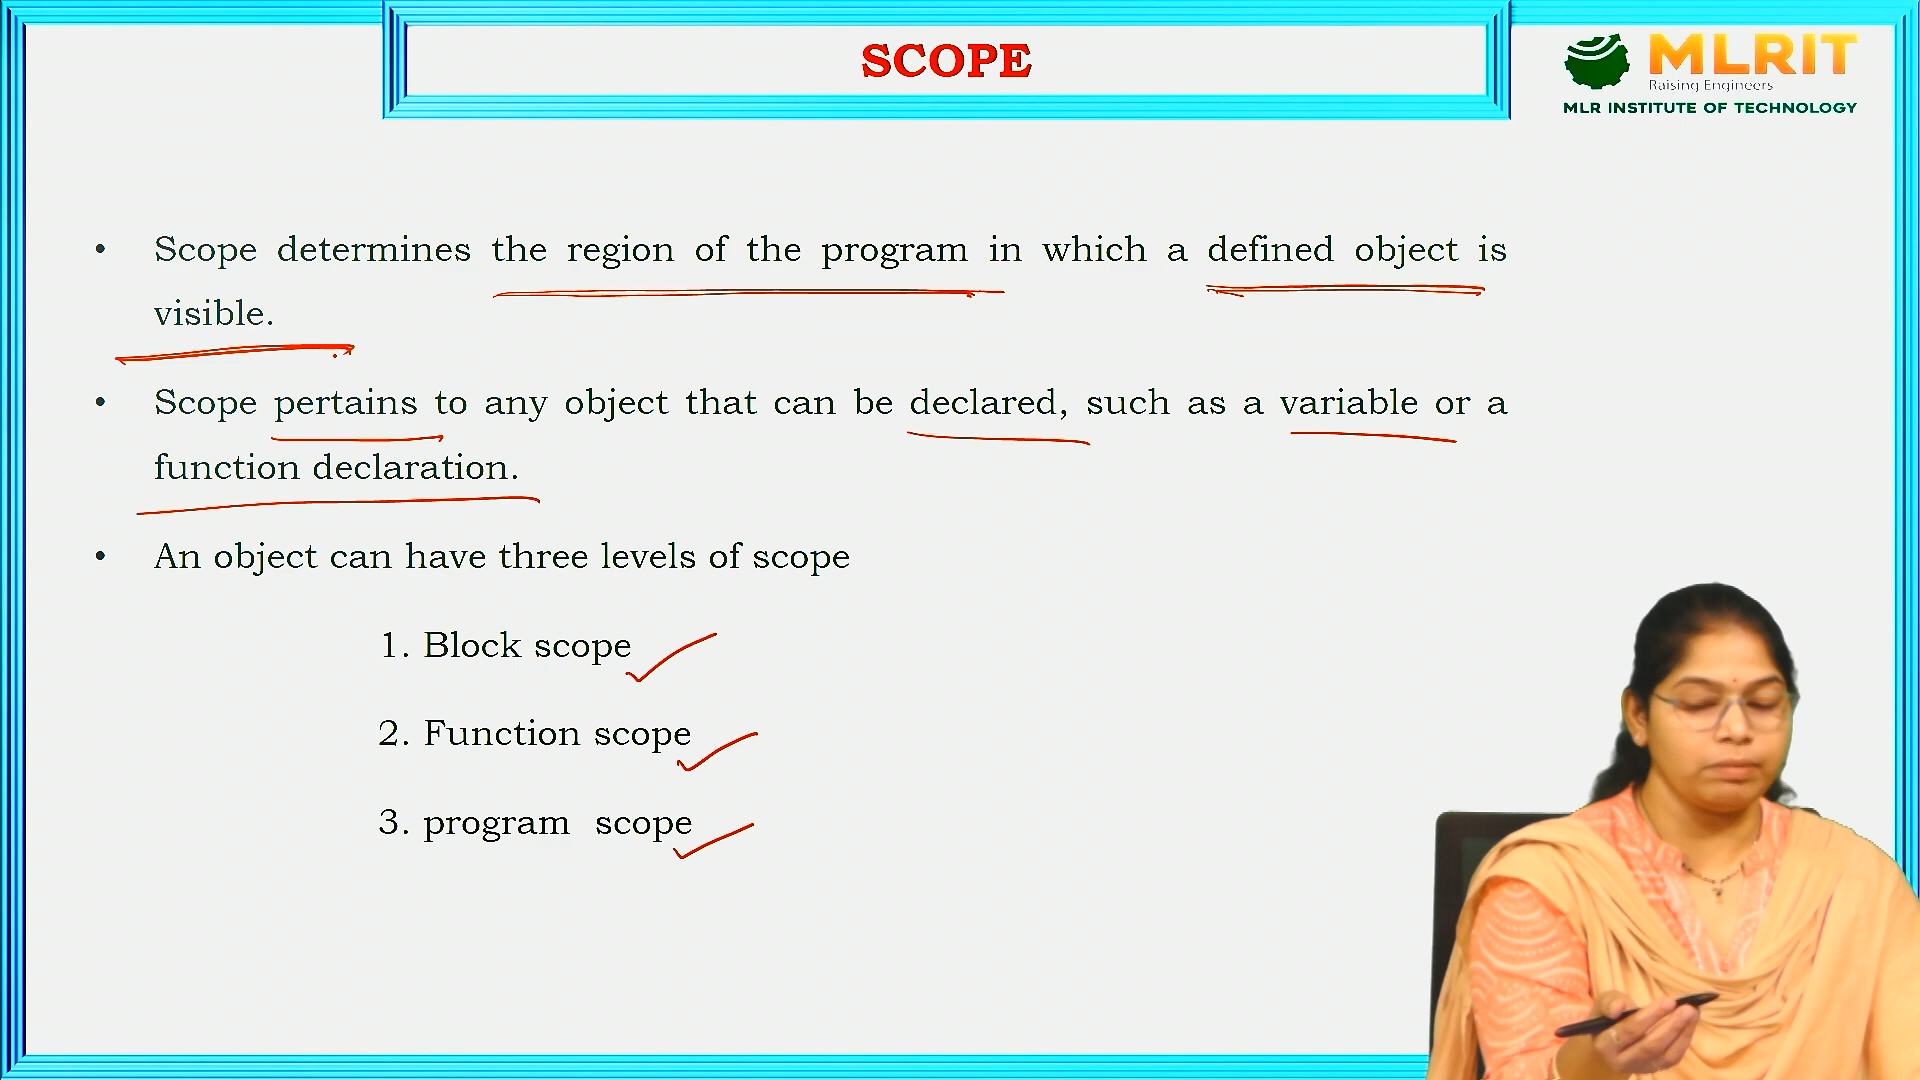 SCOPE
MLRIT
Raising Engineers
MLR INSTITUTE OF TECHNOLOGY
• Scope determines the region of the program in which a defined object is
visible.
• Scope pertains to any object that can be declared, such as a variable or a
function declaration.
• An object can have three levels of scope
1. Block scope
2. Function scope
3. program scope